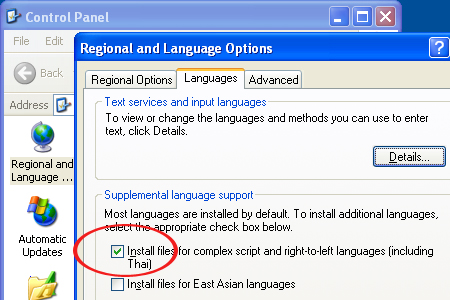 Control Panel
File
Edit
Back
Address
Regional and
Language ...
Automatic
Updates
Regional and Language Options
?
Regional Options
Languages
Advanced
Text services and input languages
To view or change the languages and methods you can use to enter
text, click Details.
Details...
Supplemental language support
Most languages are installed by default. To install additional languages,
select the appropriate check box below.
Install files for complex script and right-to-left languages (including
Thai)
Install files for East Asian languages